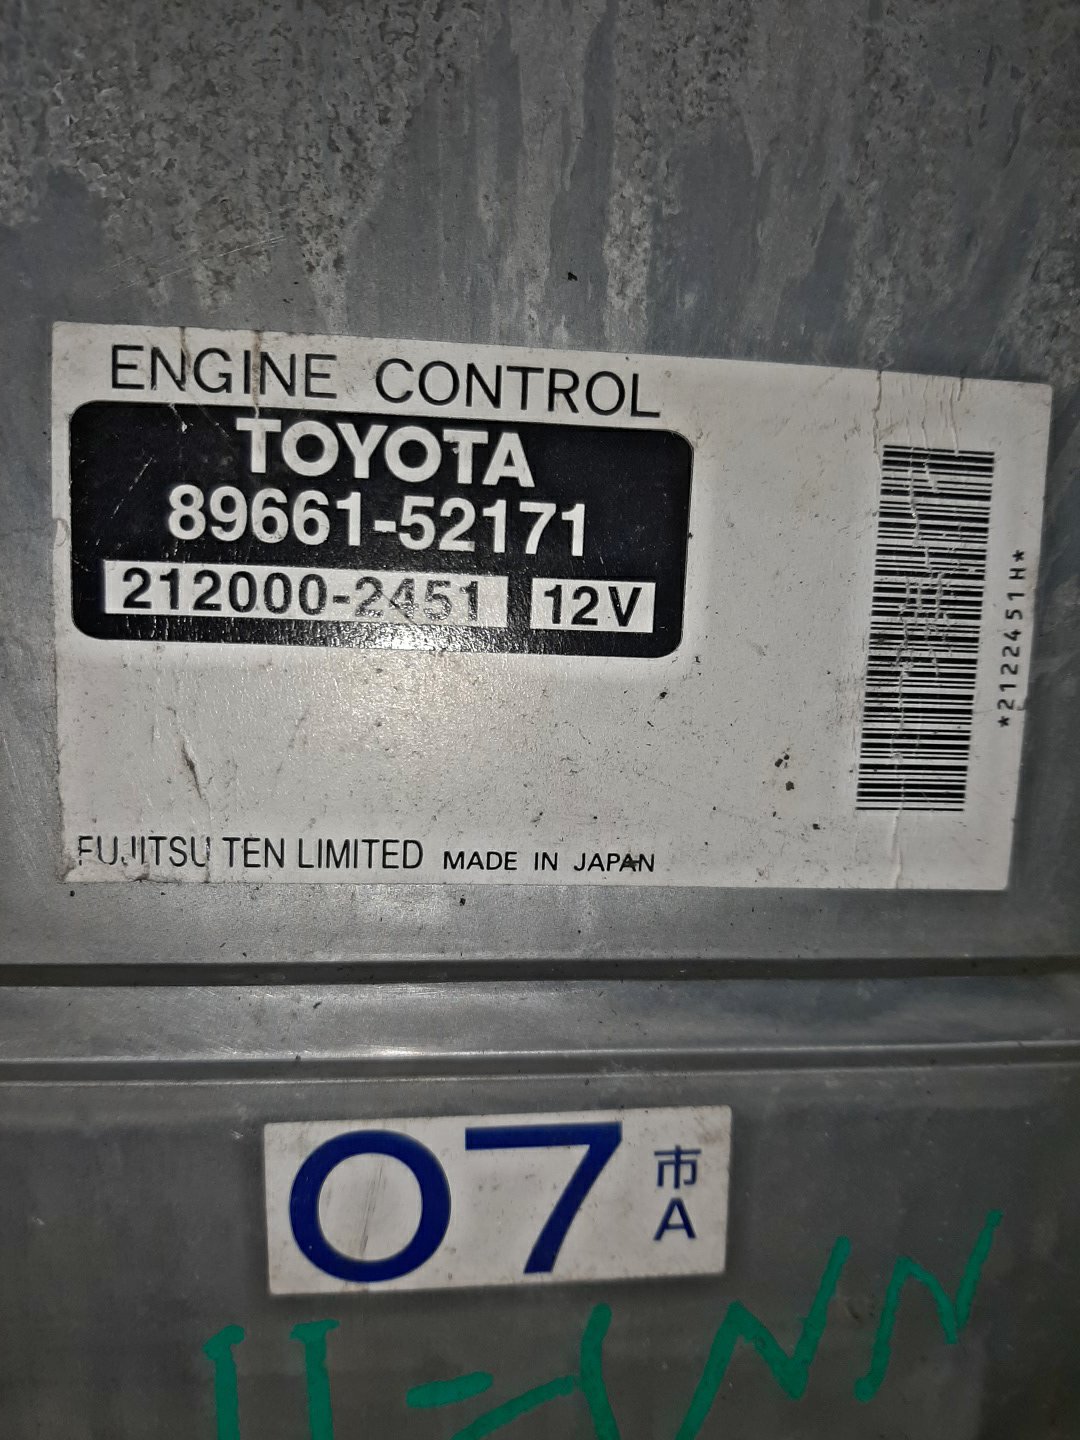 ENGINE CONTROL
TOYOTA
89661-52171
212000-2451 12V
*2122451H*
FUJITSU TEN LIMITED MADE IN JAPAN
07 市
A